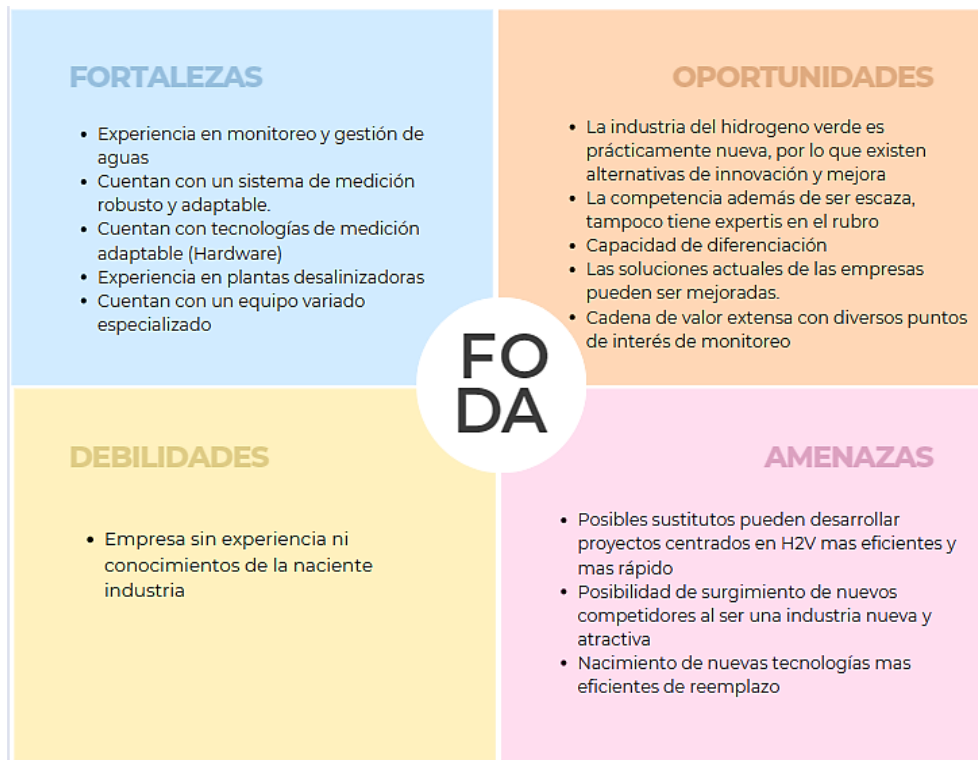 FORTALEZAS
• Experiencia en monitoreo y gestión de
aguas
• Cuentan con un sistema de medición
robusto y adaptable.
• Cuentan con tecnologías de medición
adaptable (Hardware)
• Experiencia en plantas desalinizadoras
• Cuentan con un equipo variado
especializado
OPORTUNIDADES
• La industria del hidrogeno verde es
prácticamente nueva, por lo que existen
alternativas de innovación y mejora
• La competencia además de ser escaza,
tampoco tiene expertis en el rubro
• Capacidad de diferenciación
• Las soluciones actuales de las empresas
pueden ser mejoradas.
• Cadena de valor extensa con diversos puntos
de interés de monitoreo
FO
DA
DEBILIDADES
• Empresa sin experiencia ni
conocimientos de la naciente
industria
AMENAZAS
• Posibles sustitutos pueden desarrollar
proyectos centrados en H2V mas eficientes y
mas rápido
• Posibilidad de surgimiento de nuevos
competidores al ser una industria nueva y
atractiva
• Nacimiento de nuevas tecnologías mas
eficientes de reemplazo